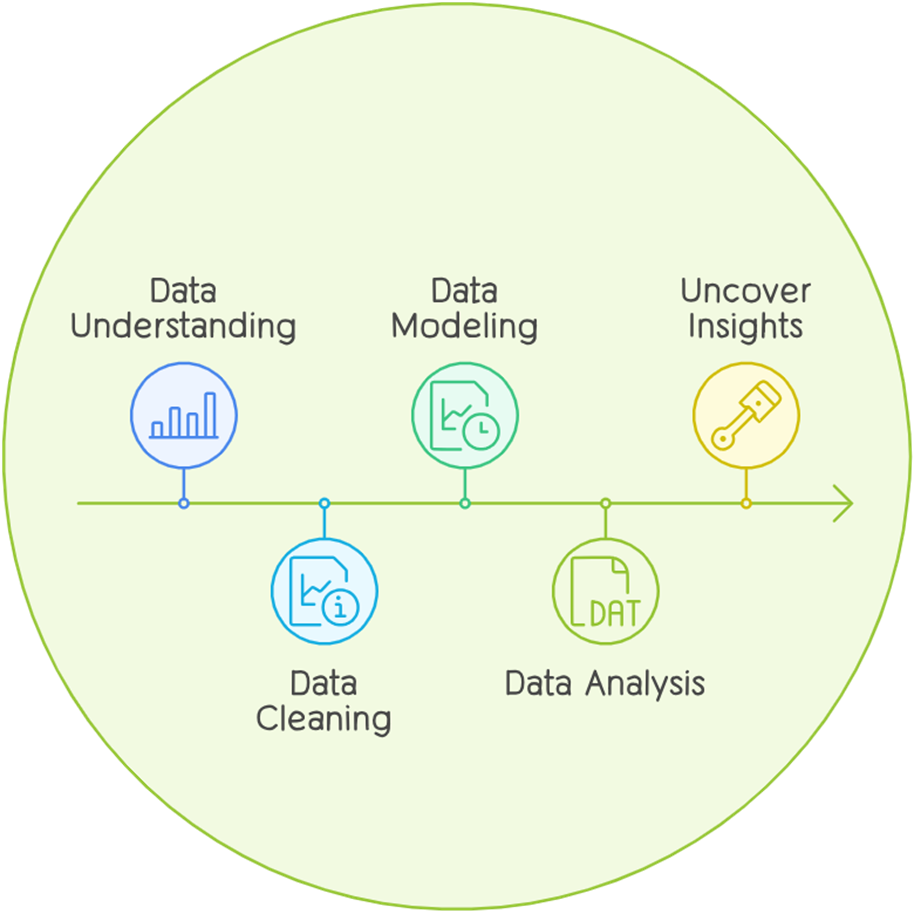 Data
Understanding
Data
Modeling
Uncover
Insights
i
DAT
Data
Cleaning
Data Analysis